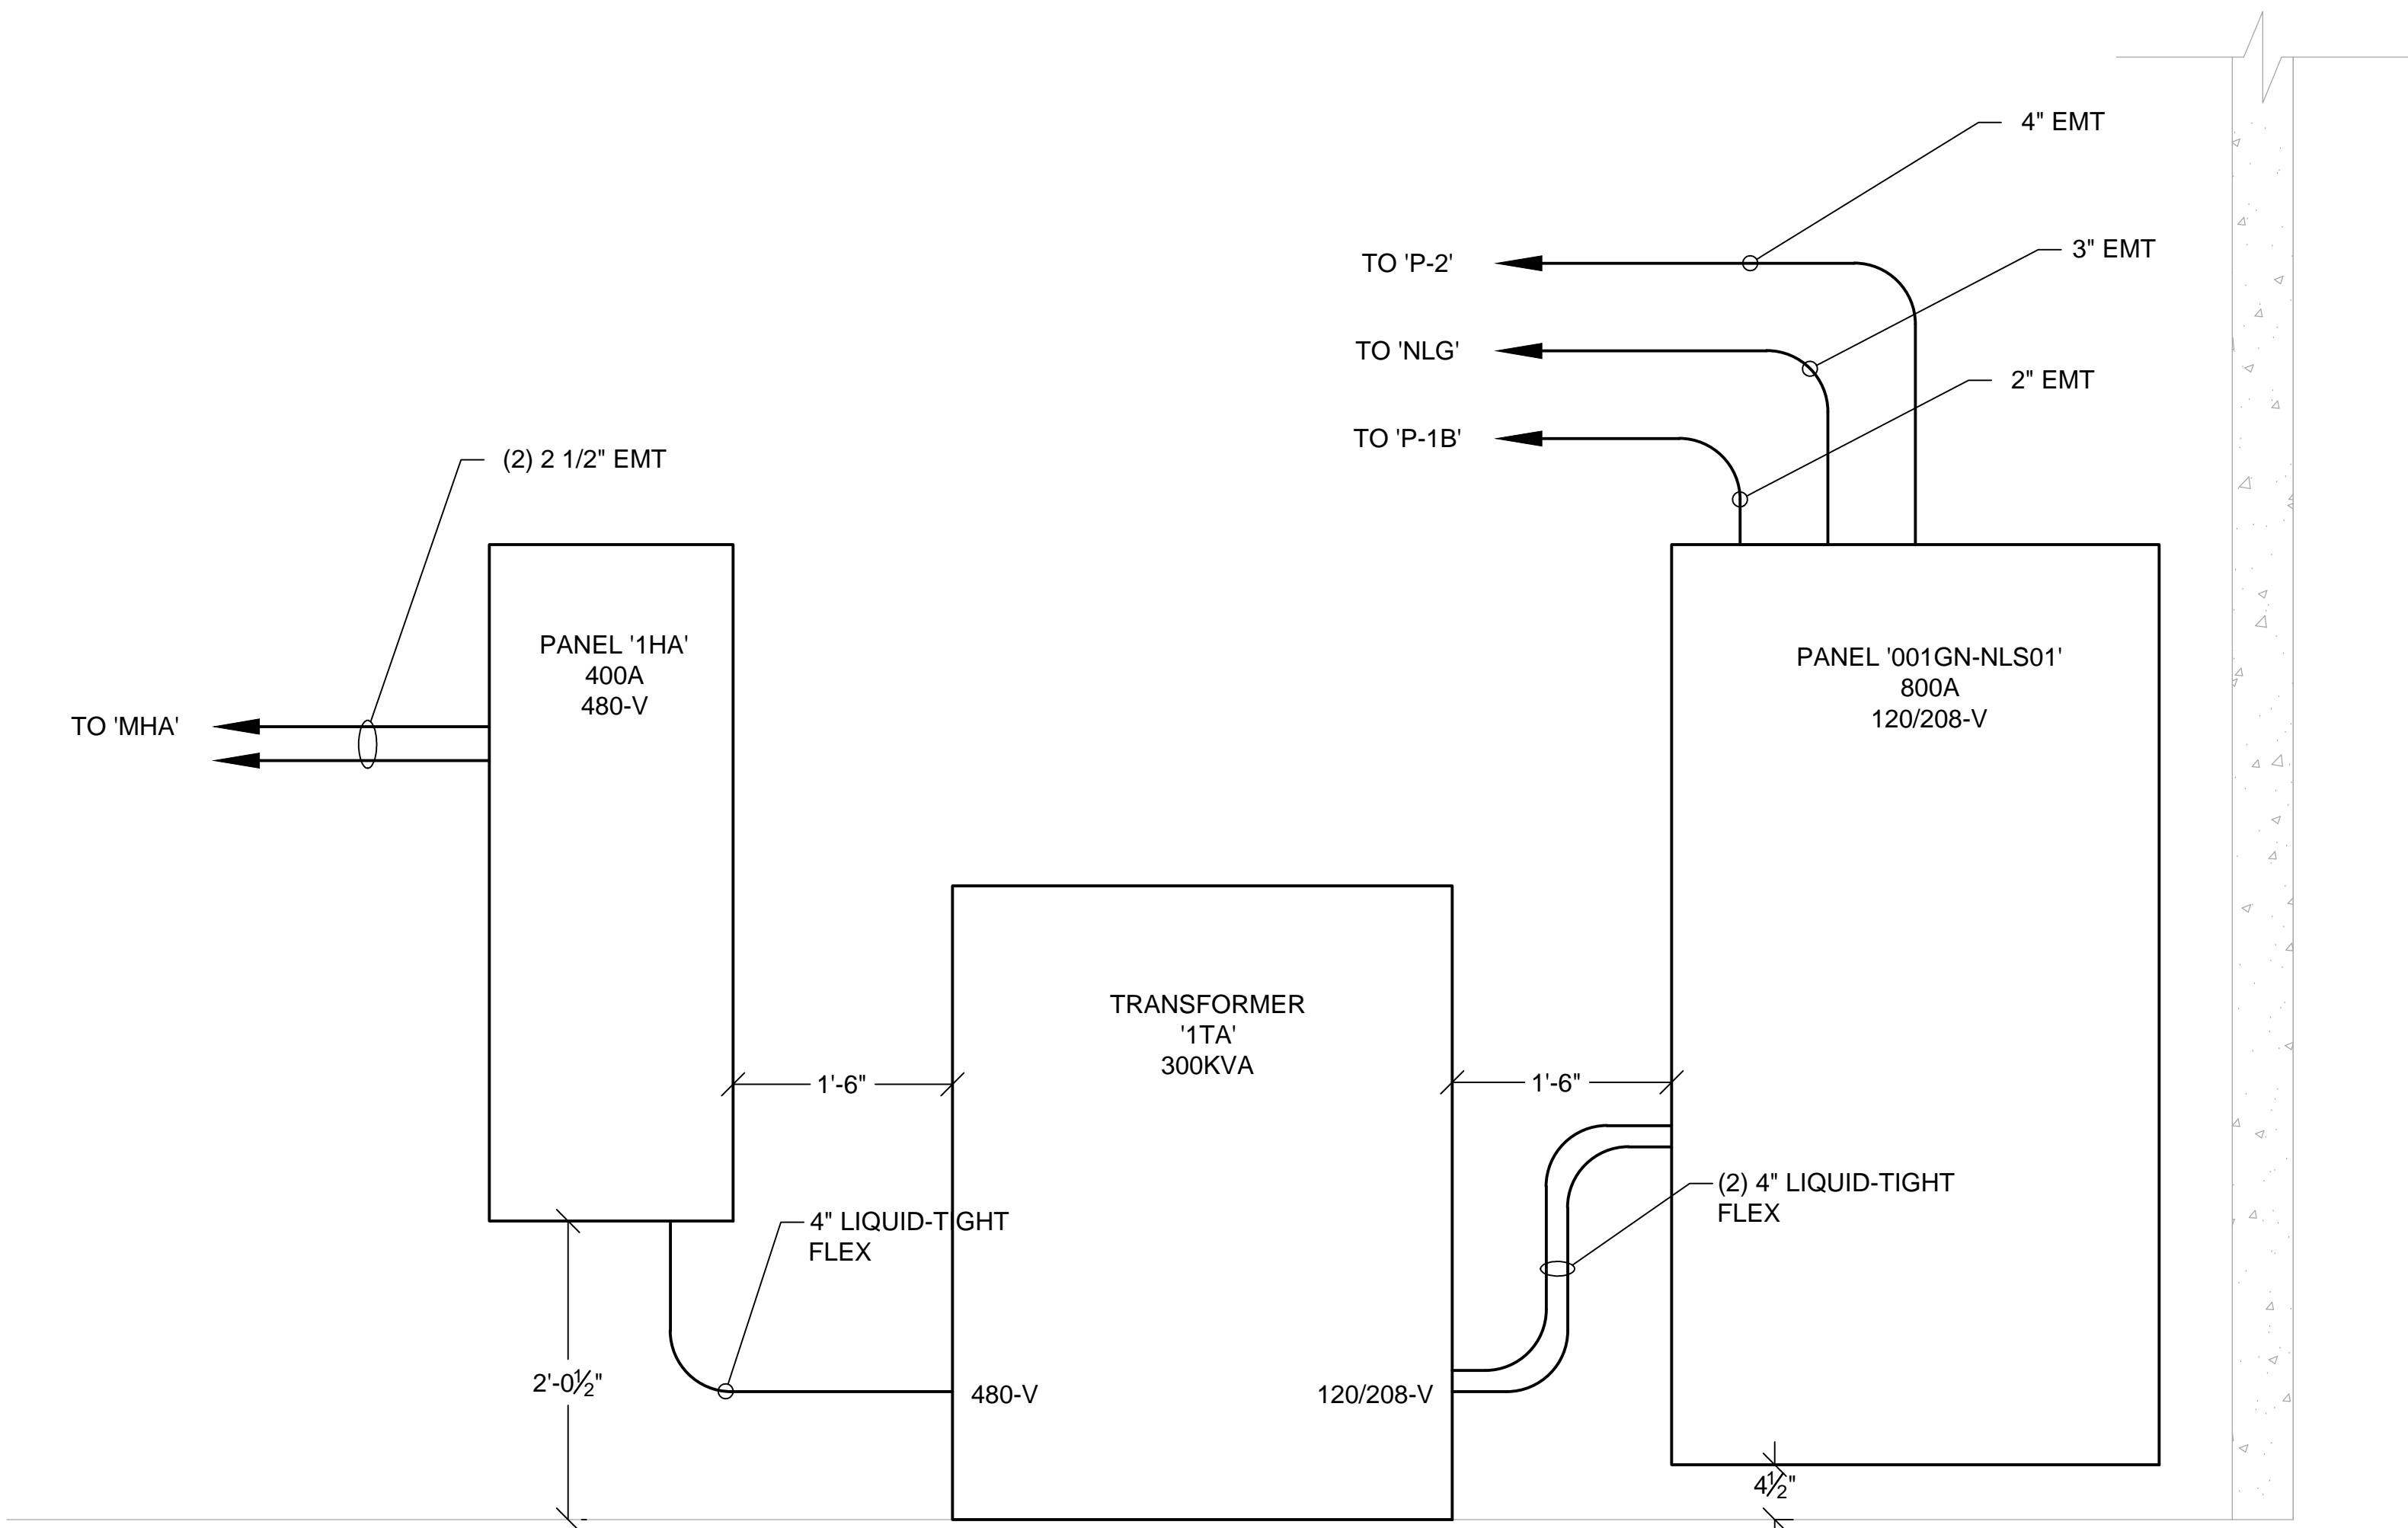 4" EMT
3" EMT
TO 'P-2'
TO 'NLG'
2" EMT
TO 'P-1B'
(2) 2 1/2" EMT
PANEL '1HA'
400A
480-V
PANEL '001GN-NLS01'
800A
120/208-V
TO 'MHA'
TRANSFORMER
'1TA'
300KVA
1'-6"
1'-6"
(2) 4" LIQUID-TIGHT
FLEX
4" LIQUID-TIGHT
FLEX
2'-0½"
480-V
120/208-V
4½"